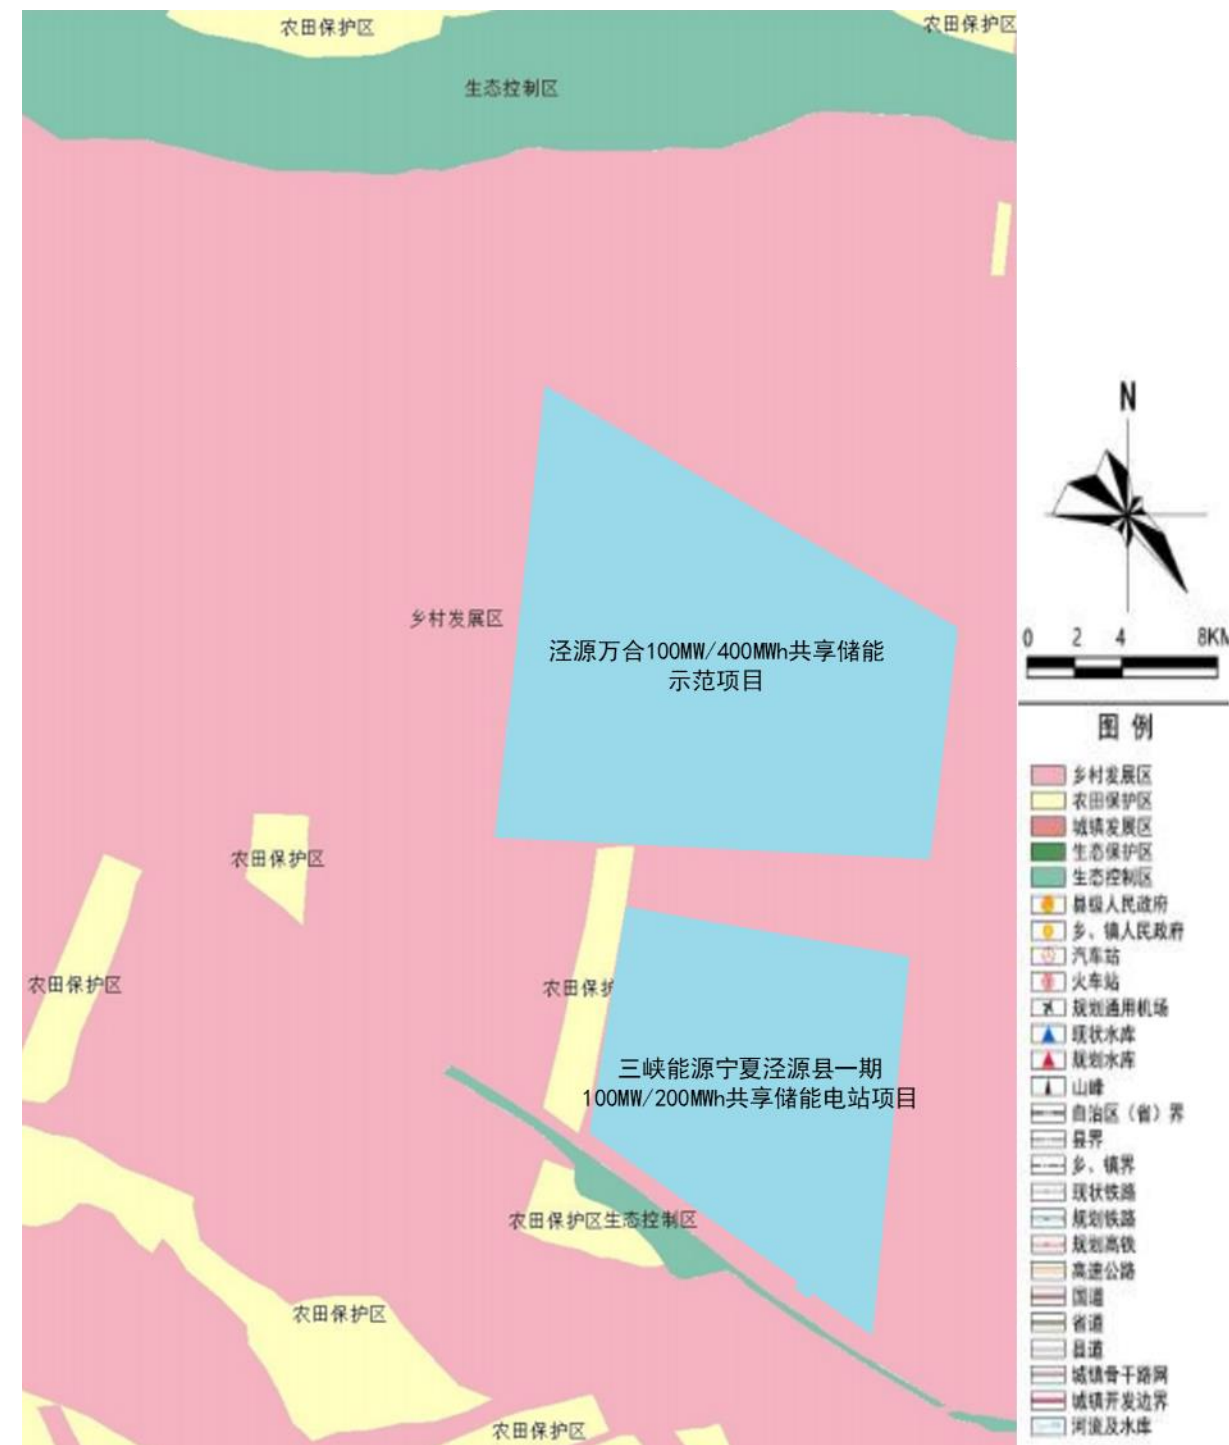 农田保护区
农田保护区
生态控制区
乡村发展区
泾源万合100MW/400MWh共享储能
示范项目
农田保护区
农田保护区
农田保护
三峡能源宁夏泾源县一期
100MW/200MWh共享储能电站项目
农田保护区生态控制区
农田保护区
农田保护区
N
0 2 4 8KM
图例
乡村发展区
农田保护区
城镇发展区
生态保护区
生态控制区
县级人民政府
乡、镇人民政府
汽车站
火车站
规划通用机场
现状水库
规划水库
山峰
自治区（省）界
县界
乡、镇界
现状铁路
规划铁路
规划高铁
高速公路
国道
省道
县道
城镇骨干路网
城镇开发边界
河流及水库